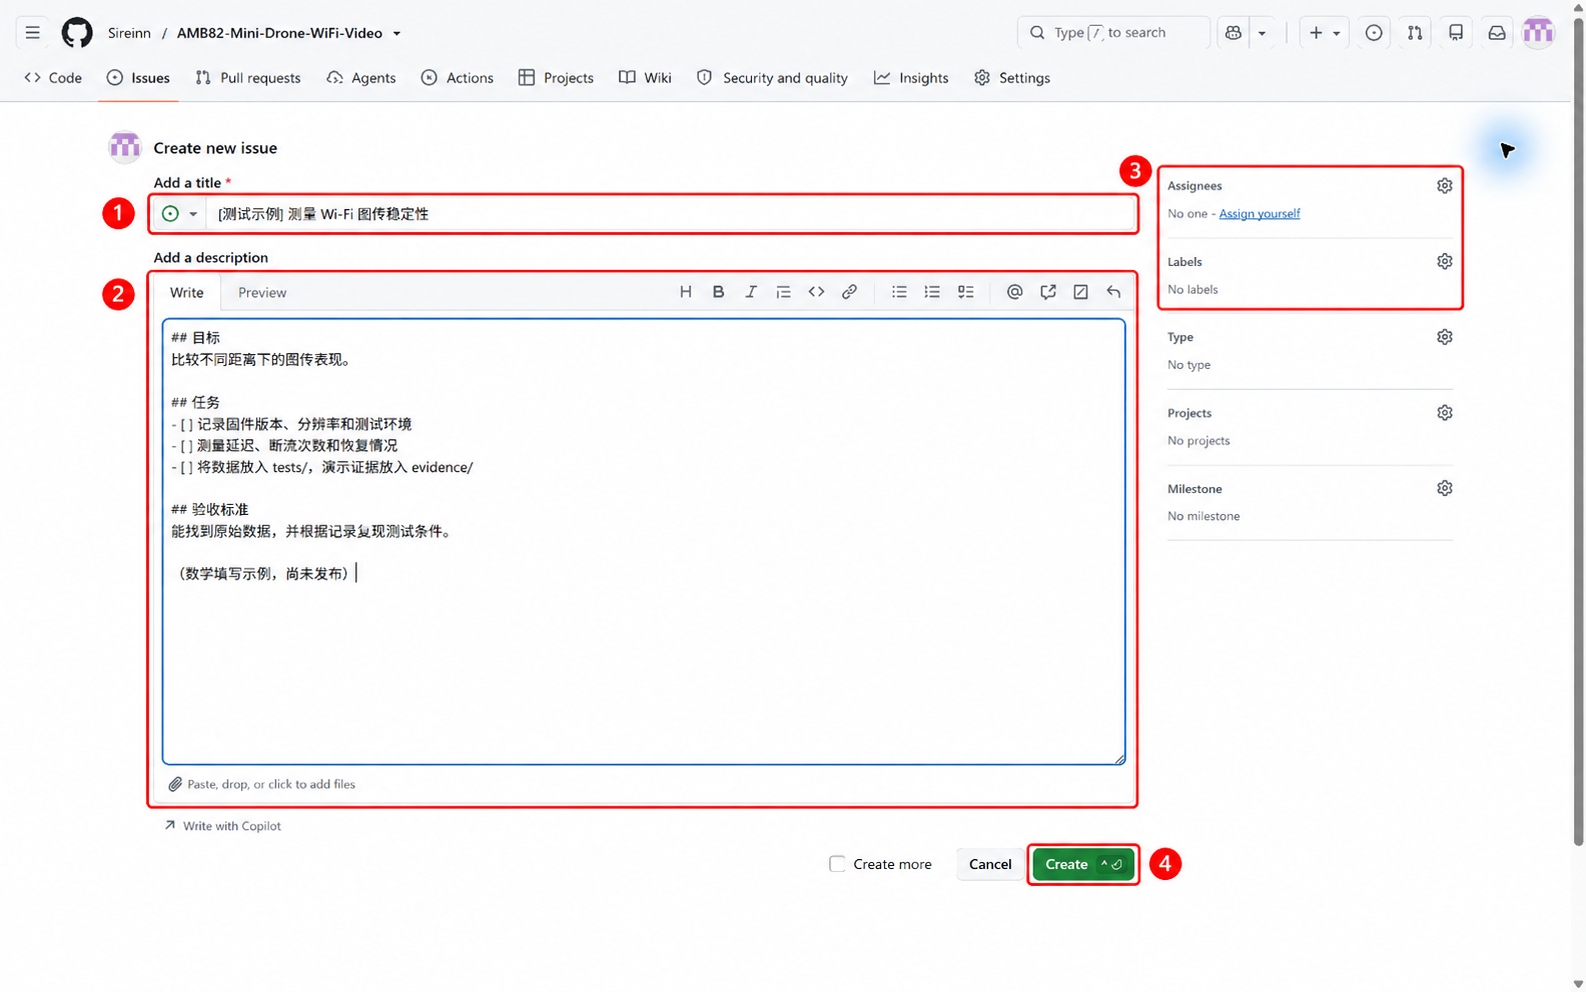 Sireinn / AMB82-Mini-Drone-WiFi-Video
Type / to search
Code
Issues
Pull requests
Agents
Actions
Projects
Wiki
Security and quality
Insights
Settings
Create new issue
Add a title *
1
[测试示例] 测量 Wi-Fi 图传稳定性
Add a description
2
Write
Preview
## 目标
比较不同距离下的图传表现。
## 任务
- [ ] 记录固件版本、分辨率和测试环境
- [ ] 测量延迟、断流次数和恢复情况
- [ ] 将数据放入 tests/，演示证据放入 evidence/
## 验收标准
能找到原始数据，并根据记录复现测试条件。
（数学填写示例，尚未发布）
Paste, drop, or click to add files
Write with Copilot
Create more
Cancel
Create
4
3
Assignees
No one - Assign yourself
Labels
No labels
Type
No type
Projects
No projects
Milestone
No milestone